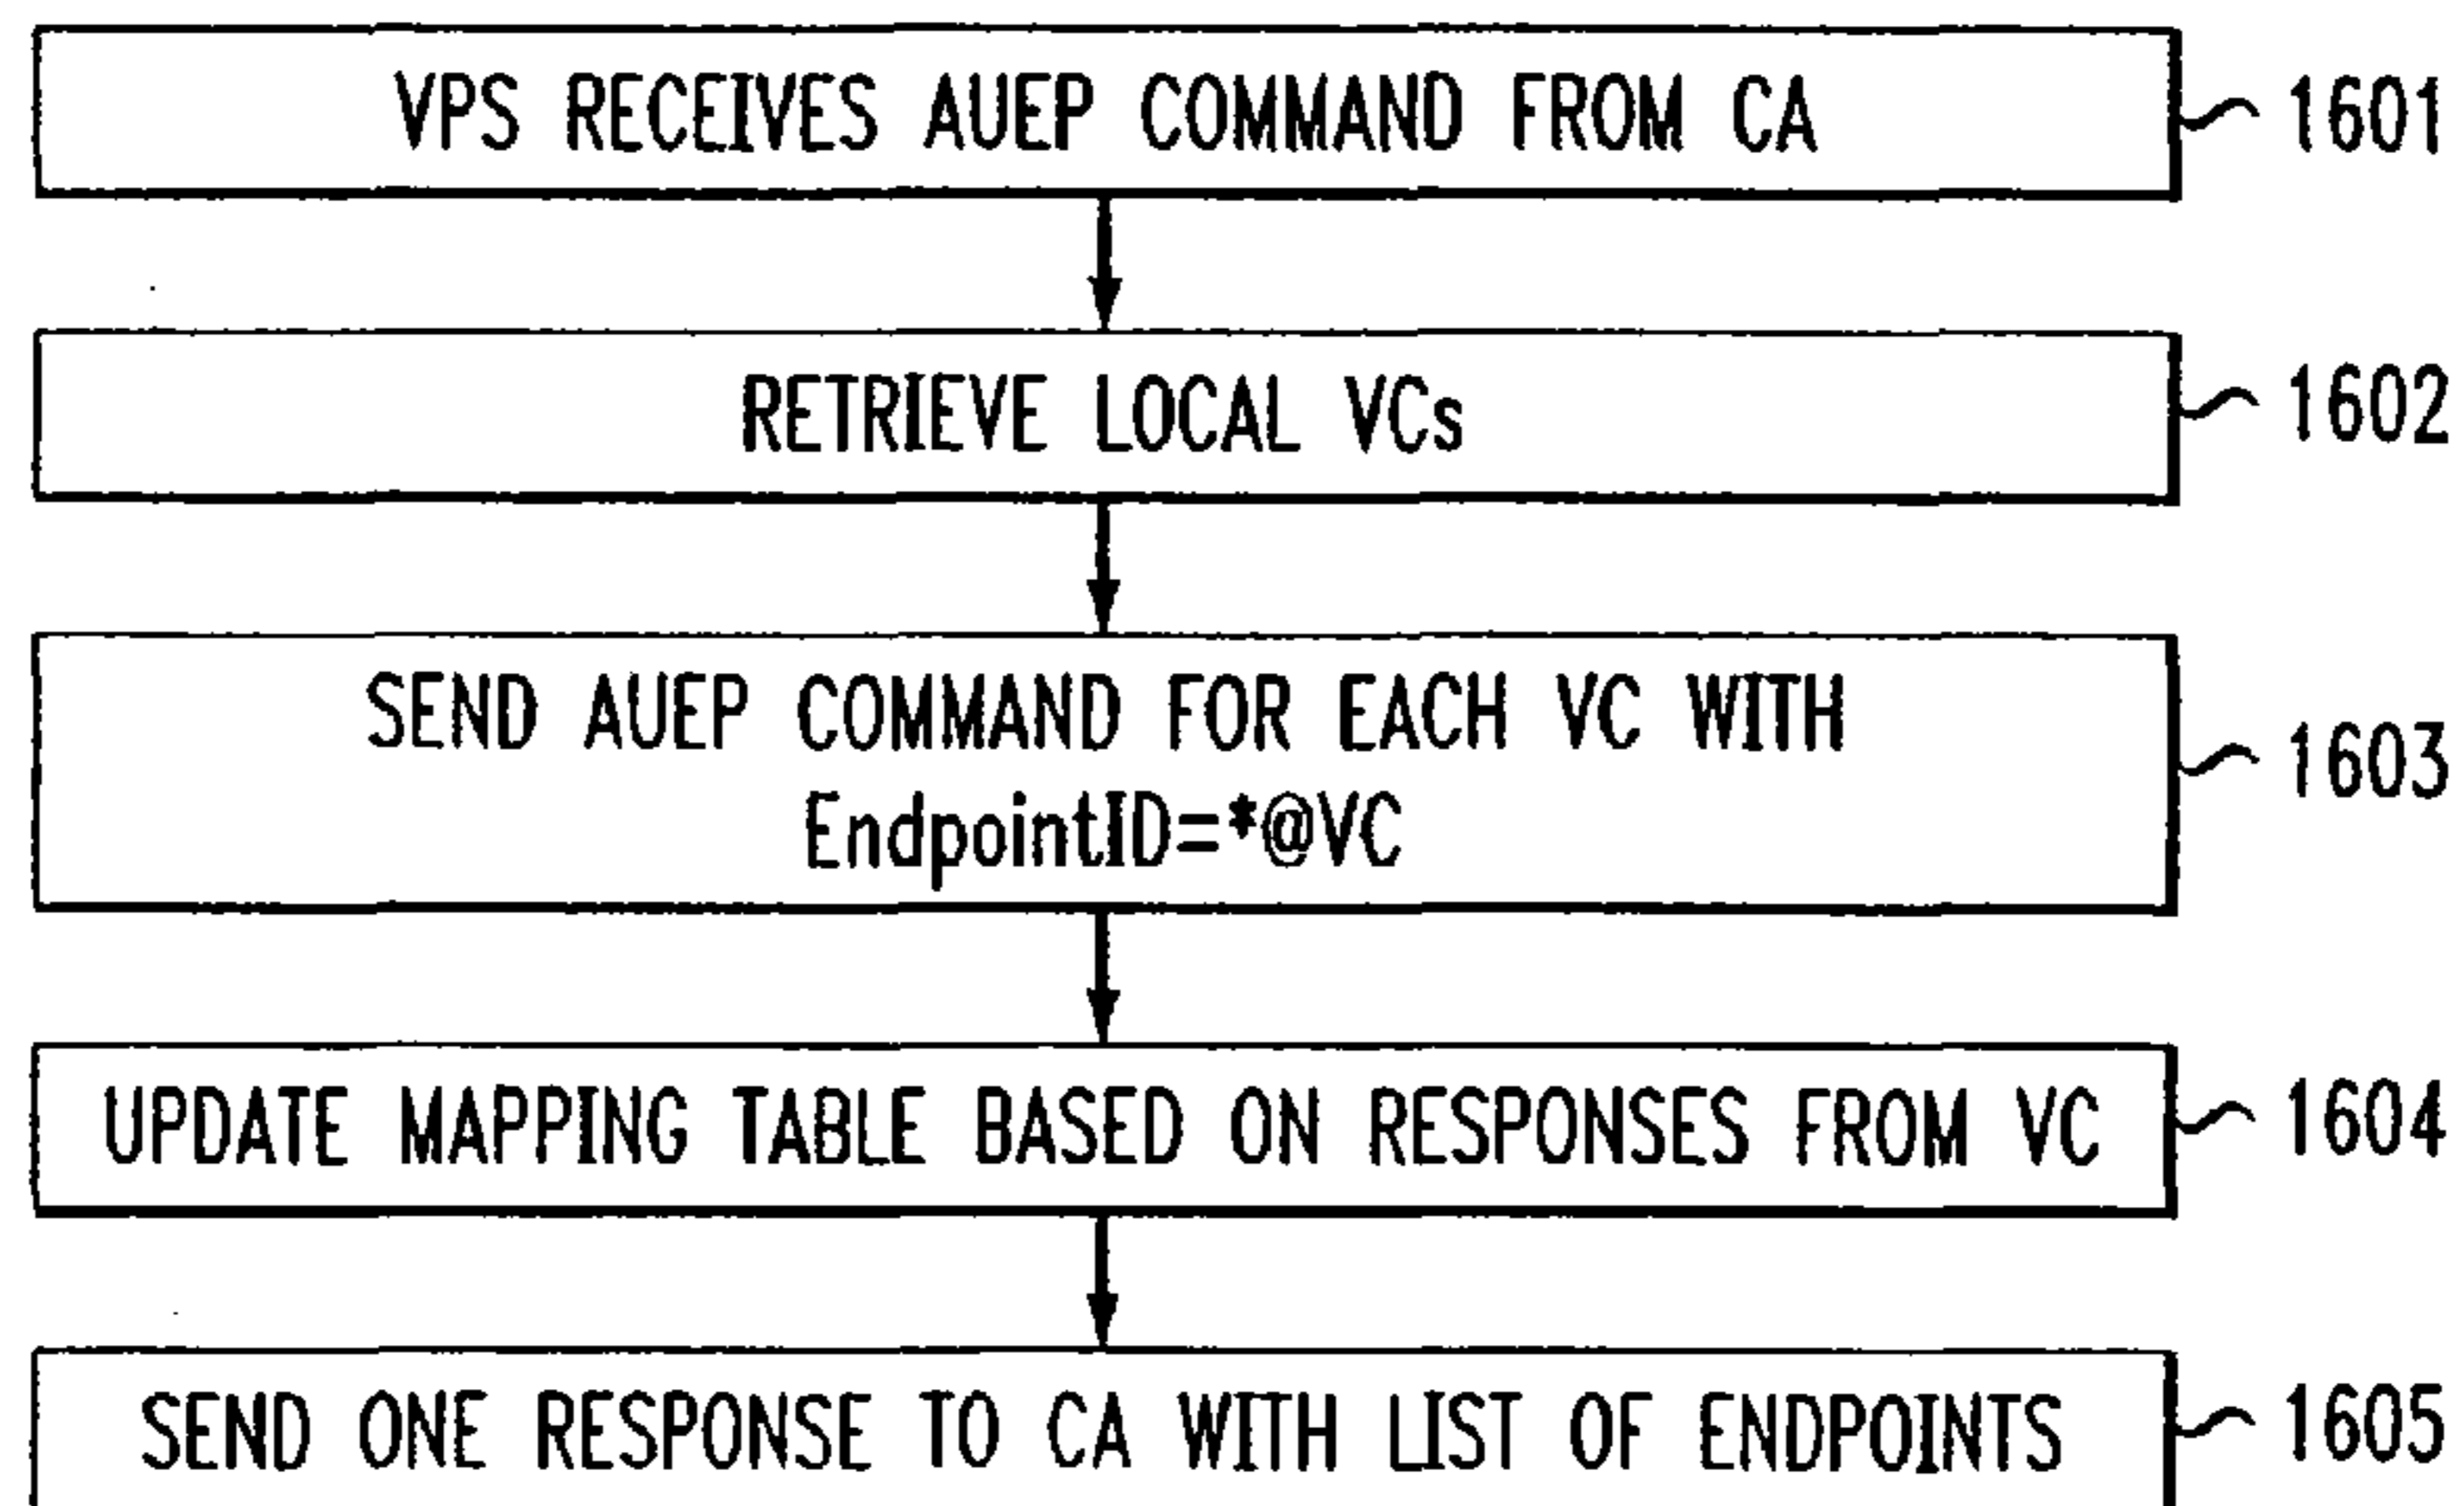 VPS RECEIVES AUEP COMMAND FROM CA
1601
RETRIEVE LOCAL VCs
1602
SEND AUEP COMMAND FOR EACH VC WITH
EndpointID=*@VC
1603
UPDATE MAPPING TABLE BASED ON RESPONSES FROM VC
1604
SEND ONE RESPONSE TO CA WITH LIST OF ENDPOINTS
1605